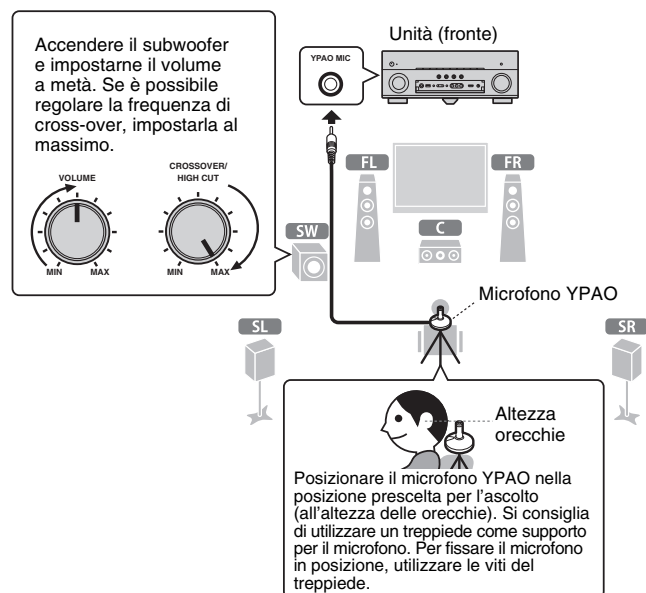 Accendere il subwoofer
e impostarne il volume
a metà. Se è possibile
regolare la frequenza di
cross-over, impostarla al
massimo.
VOLUME
MIN
MAX
CROSSOVER/
HIGH CUT
MIN
MAX
Unità (fronte)
YPAO MIC
FL
FR
C
SW
Microfono YPAO
SL
SR
Altezza
orecchie
Posizionare il microfono YPAO nella
posizione prescelta per l'ascolto
(all'altezza delle orecchie). Si consiglia
di utilizzare un treppiede come supporto
per il microfono. Per fissare il microfono
in posizione, utilizzare le viti del
treppiede.